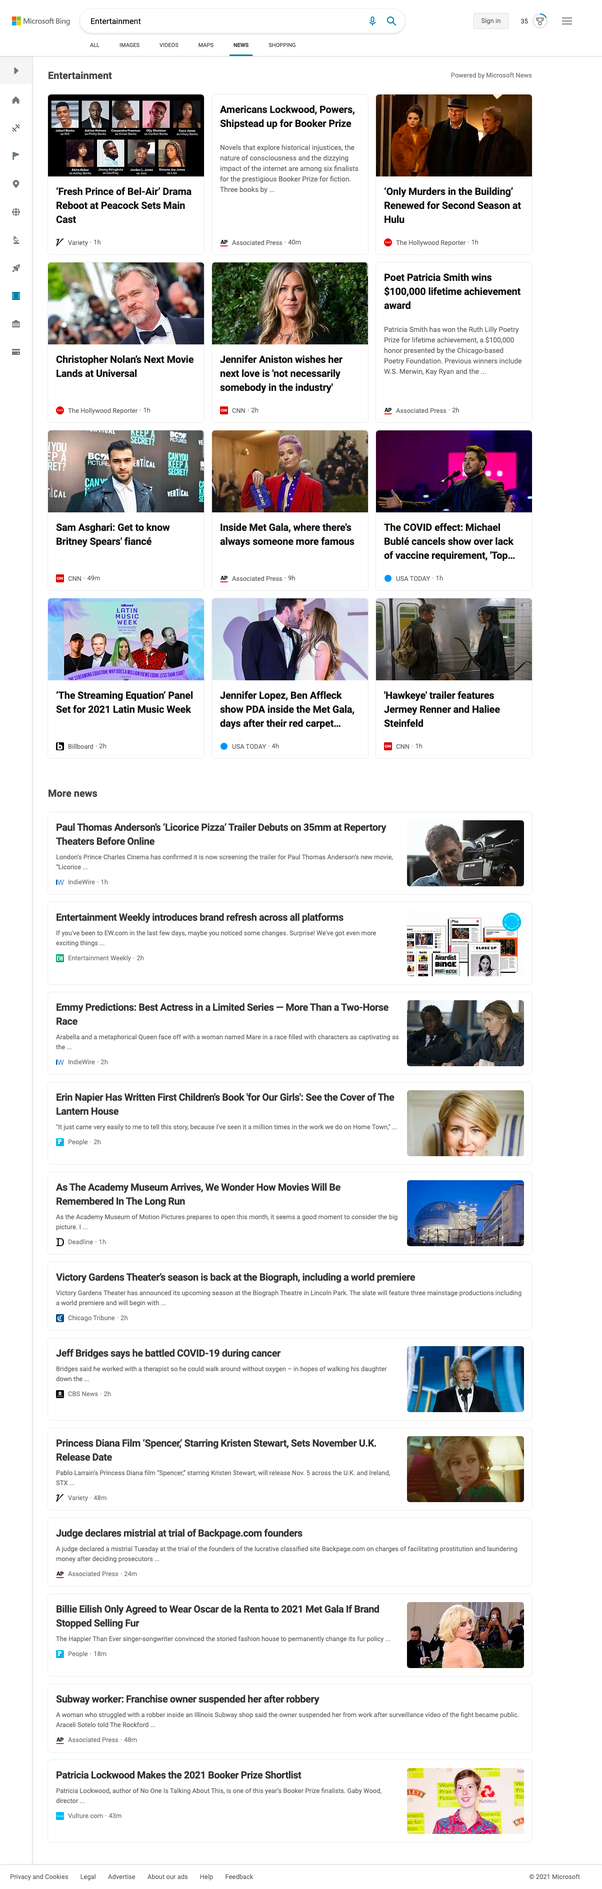 Microsoft Bing
Entertainment
Sign in
35
ALL IMAGES VIDEOS MAPS NEWS SHOPPING
Entertainment
Powered by Microsoft News
‘Fresh Prince of Bel-Air’ Drama
Reboot at Peacock Sets Main
Cast
Variety · 1h
Americans Lockwood, Powers,
Shipstead up for Booker Prize
Novels that explore historical injustices, the
nature of consciousness and the dizzying
impact of the internet are among six finalists
for the prestigious Booker Prize for fiction.
Three books by ...
AP Associated Press · 40m
‘Only Murders in the Building’
Renewed for Second Season at
Hulu
The Hollywood Reporter · 1h
Christopher Nolan’s Next Movie
Lands at Universal
The Hollywood Reporter · 1h
Jennifer Aniston wishes her
next love is 'not necessarily
somebody in the industry'
CNN · 2h
Poet Patricia Smith wins
$100,000 lifetime achievement
award
Patricia Smith has won the Ruth Lilly Poetry
Prize for lifetime achievement, a $100,000
honor presented by the Chicago-based
Poetry Foundation. Previous winners include
W.S. Merwin, Kay Ryan and the ...
AP Associated Press · 2h
Sam Asghari: Get to know
Britney Spears' fiancé
CNN · 49m
Inside Met Gala, where there's
always someone more famous
AP Associated Press · 9h
The COVID effect: Michael
Bublé cancels show over lack
of vaccine requirement, 'Top...
USA TODAY · 1h
LATIN
MUSIC
WEEK
‘The Streaming Equation’ Panel
Set for 2021 Latin Music Week
Billboard · 2h
Jennifer Lopez, Ben Affleck
show PDA inside the Met Gala,
days after their red carpet...
USA TODAY · 4h
'Hawkeye' trailer features
Jermey Renner and Haliee
Steinfeld
CNN · 1h
More news
Paul Thomas Anderson’s ‘Licorice Pizza’ Trailer Debuts on 35mm at Repertory
Theaters Before Online
London's Prince Charles Cinema has confirmed it is now screening the trailer for Paul Thomas Anderson's new movie,
"Licorice ...
IW IndieWire · 1h
Entertainment Weekly introduces brand refresh across all platforms
If you've been to EW.com in the last few days, maybe you noticed some changes. Surprise! We've got even more
exciting things ...
EW Entertainment Weekly · 2h
Emmy Predictions: Best Actress in a Limited Series — More Than a Two-Horse
Race
Arabella and a metaphorical Queen face off with a woman named Mare in a race filled with characters as captivating as
the ...
IW IndieWire · 2h
Erin Napier Has Written First Children's Book 'for Our Girls': See the Cover of The
Lantern House
"It just came very easily to me to tell this story, because I've seen it a million times in the work we do on Home Town," ...
P People · 2h
As The Academy Museum Arrives, We Wonder How Movies Will Be
Remembered In The Long Run
As the Academy Museum of Motion Pictures prepares to open this month, it seems a good moment to consider the big
picture. I ...
D Deadline · 1h
Victory Gardens Theater’s season is back at the Biograph, including a world premiere
Victory Gardens Theater has announced its upcoming season at the Biograph Theatre in Lincoln Park. The slate will feature three mainstage productions including
a world premiere and will begin with ...
Chicago Tribune · 2h
Jeff Bridges says he battled COVID-19 during cancer
Bridges said he worked with a therapist so he could walk around without oxygen – in hopes of walking his daughter
down the ...
CBS News · 2h
Princess Diana Film ‘Spencer,’ Starring Kristen Stewart, Sets November U.K.
Release Date
Pablo Larraín's Princess Diana film "Spencer," starring Kristen Stewart, will release Nov. 5 across the U.K. and Ireland,
STX ...
Variety · 48m
Judge declares mistrial at trial of Backpage.com founders
A judge declared a mistrial Tuesday at the trial of the founders of the lucrative classified site Backpage.com on charges of facilitating prostitution and laundering
money after deciding prosecutors ...
AP Associated Press · 24m
Billie Eilish Only Agreed to Wear Oscar de la Renta to 2021 Met Gala If Brand
Stopped Selling Fur
The Happier Than Ever singer-songwriter convinced the storied fashion house to permanently change its fur policy ...
P People · 18m
Subway worker: Franchise owner suspended her after robbery
A woman who struggled with a robber inside an Illinois Subway shop said the owner suspended her from work after surveillance video of the fight became public.
Araceli Sotelo told The Rockford ...
AP Associated Press · 48m
Patricia Lockwood Makes the 2021 Booker Prize Shortlist
Patricia Lockwood, author of No One Is Talking About This, is one of this year's Booker Prize finalists. Gaby Wood,
director ...
Vulture.com · 43m
Privacy and Cookies Legal Advertise About our ads Help Feedback
© 2021 Microsoft